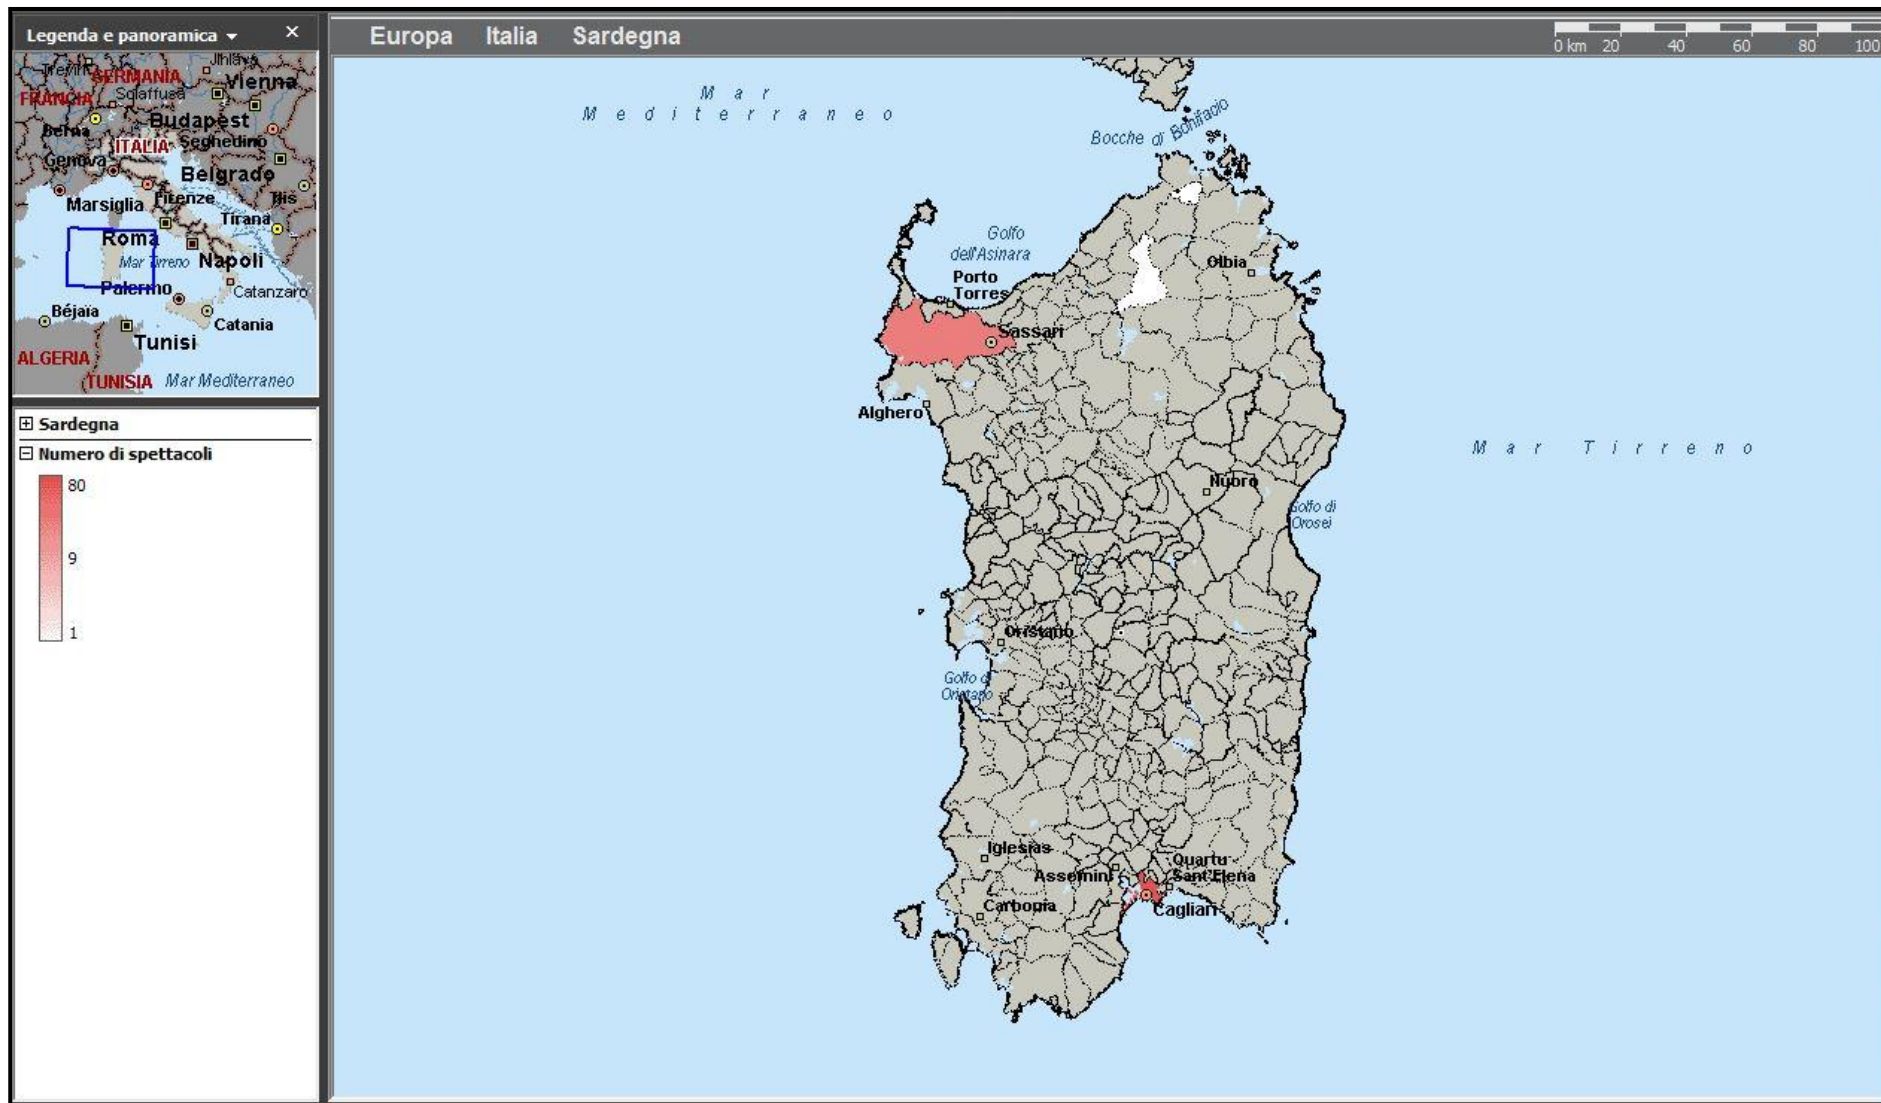 Legenda e panoramica
Europa Italia Sardegna
0 km 20 40 60 80 100
GERMANIA
FRANCIA
Sciaffusa
Vienna
Berna
Budapest
ITALIA
Seghedino
Genova
Belgrado
Marsiglia
Firenze
Tirana
Roma
Mar Tirreno
Napoli
Palermo
Catanzaro
Béjaïa
Catania
Tunisi
ALGERIA
TUNISIA
Mar Mediterraneo
Sardegna
Numero di spettacoli
80
9
1
Mar
Mediterraneo
Bocche di Bonifacio
Golfo
dell'Asinara
Porto
Torres
Olbia
Sassari
Alghero
Mar Tirreno
Nuoro
Golfo di
Orosei
Oristano
Golfo di
Oristano
Iglesias
Assemini
Quartu
Sant'Elena
Carbonia
Cagliari